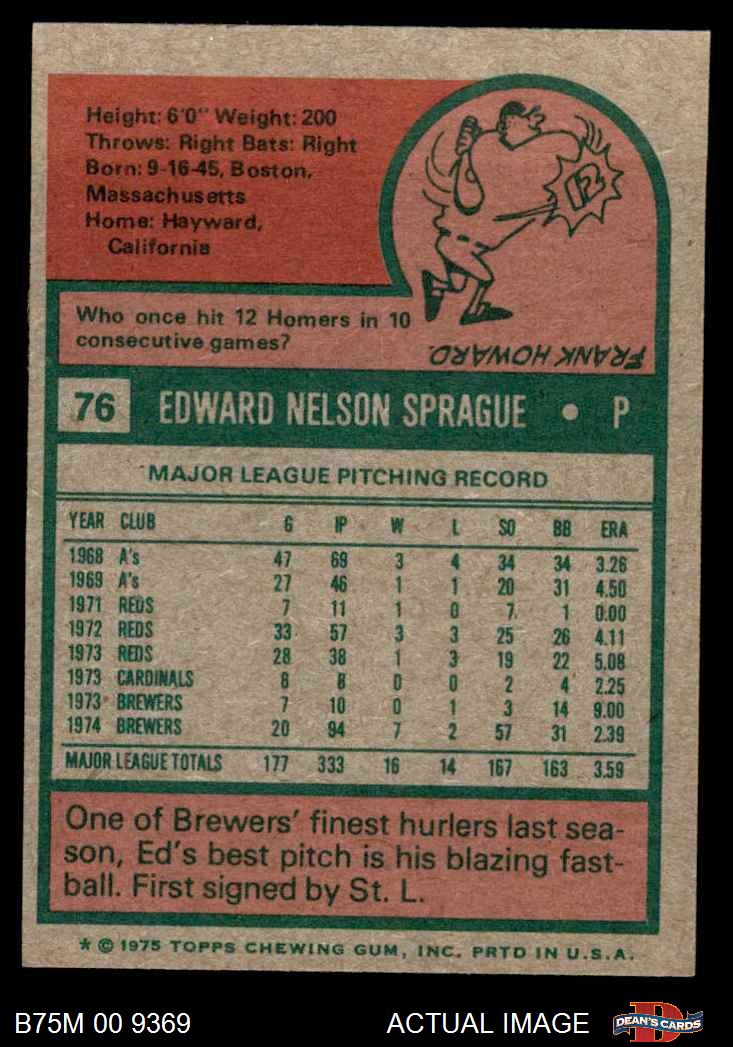 Height: 6'0" Weight: 200
Throws: Right Bats: Right
Born: 9-16-45, Boston,
Massachusetts
Home: Hayward,
California
12
Who once hit 12 Homers in 10
consecutive games?
FRANK HOWARD.
76 EDWARD NELSON SPRAGUE • P
MAJOR LEAGUE PITCHING RECORD
YEAR CLUB G IP W L SO BB ERA
1968 A's 47 69 3 4 34 34 3.26
1969 A's 27 46 1 1 20 31 4.50
1971 REDS 7 11 1 0 7 1 0.00
1972 REDS 33 57 3 3 25 26 4.11
1973 REDS 28 38 1 3 19 22 5.08
1973 CARDINALS 8 8 0 0 2 4 2.25
1973 BREWERS 7 10 0 1 3 14 9.00
1974 BREWERS 20 94 7 2 57 31 2.39
MAJOR LEAGUE TOTALS 177 333 16 14 167 163 3.59
One of Brewers' finest hurlers last sea-
son, Ed's best pitch is his blazing fast-
ball. First signed by St. L.
* © 1975 TOPPS CHEWING GUM, INC. PRTD IN U.S.A.
B75M 00 9369 ACTUAL IMAGE D DEAN'S CARDS